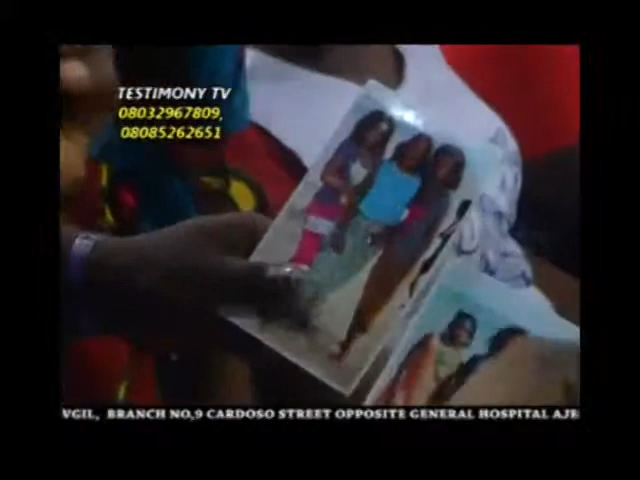 TESTIMONY TV
08032967809,
08085262651
VGIL, BRANCH NO,9 CARDOSO STREET OPPOSITE GENERAL HOSPITAL AJE